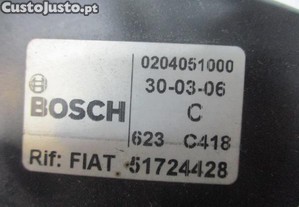 CustoJusto.pt
0204051000
30-03-06
BOSCH
C
623 C418
Rif: FIAT 51724428